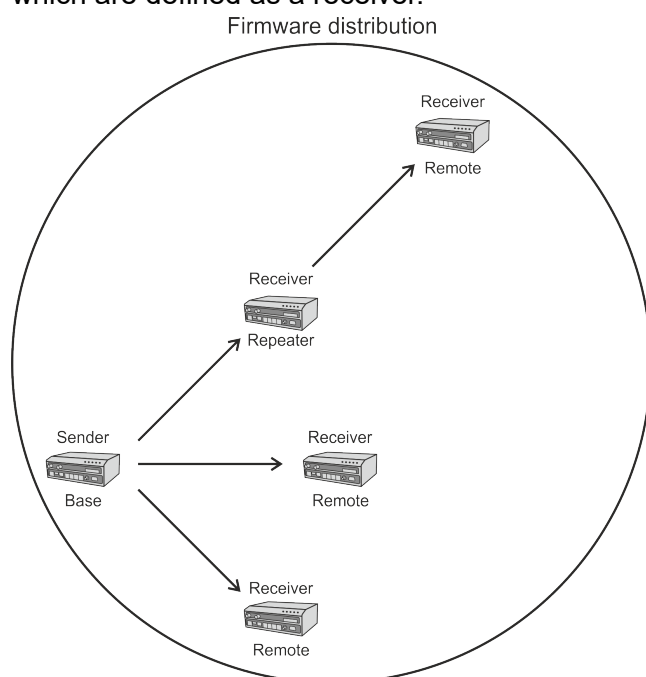 which are defined as a receiver.
Firmware distribution
Receiver
Remote
Receiver
Repeater
Sender
Base
Receiver
Remote
Receiver
Remote